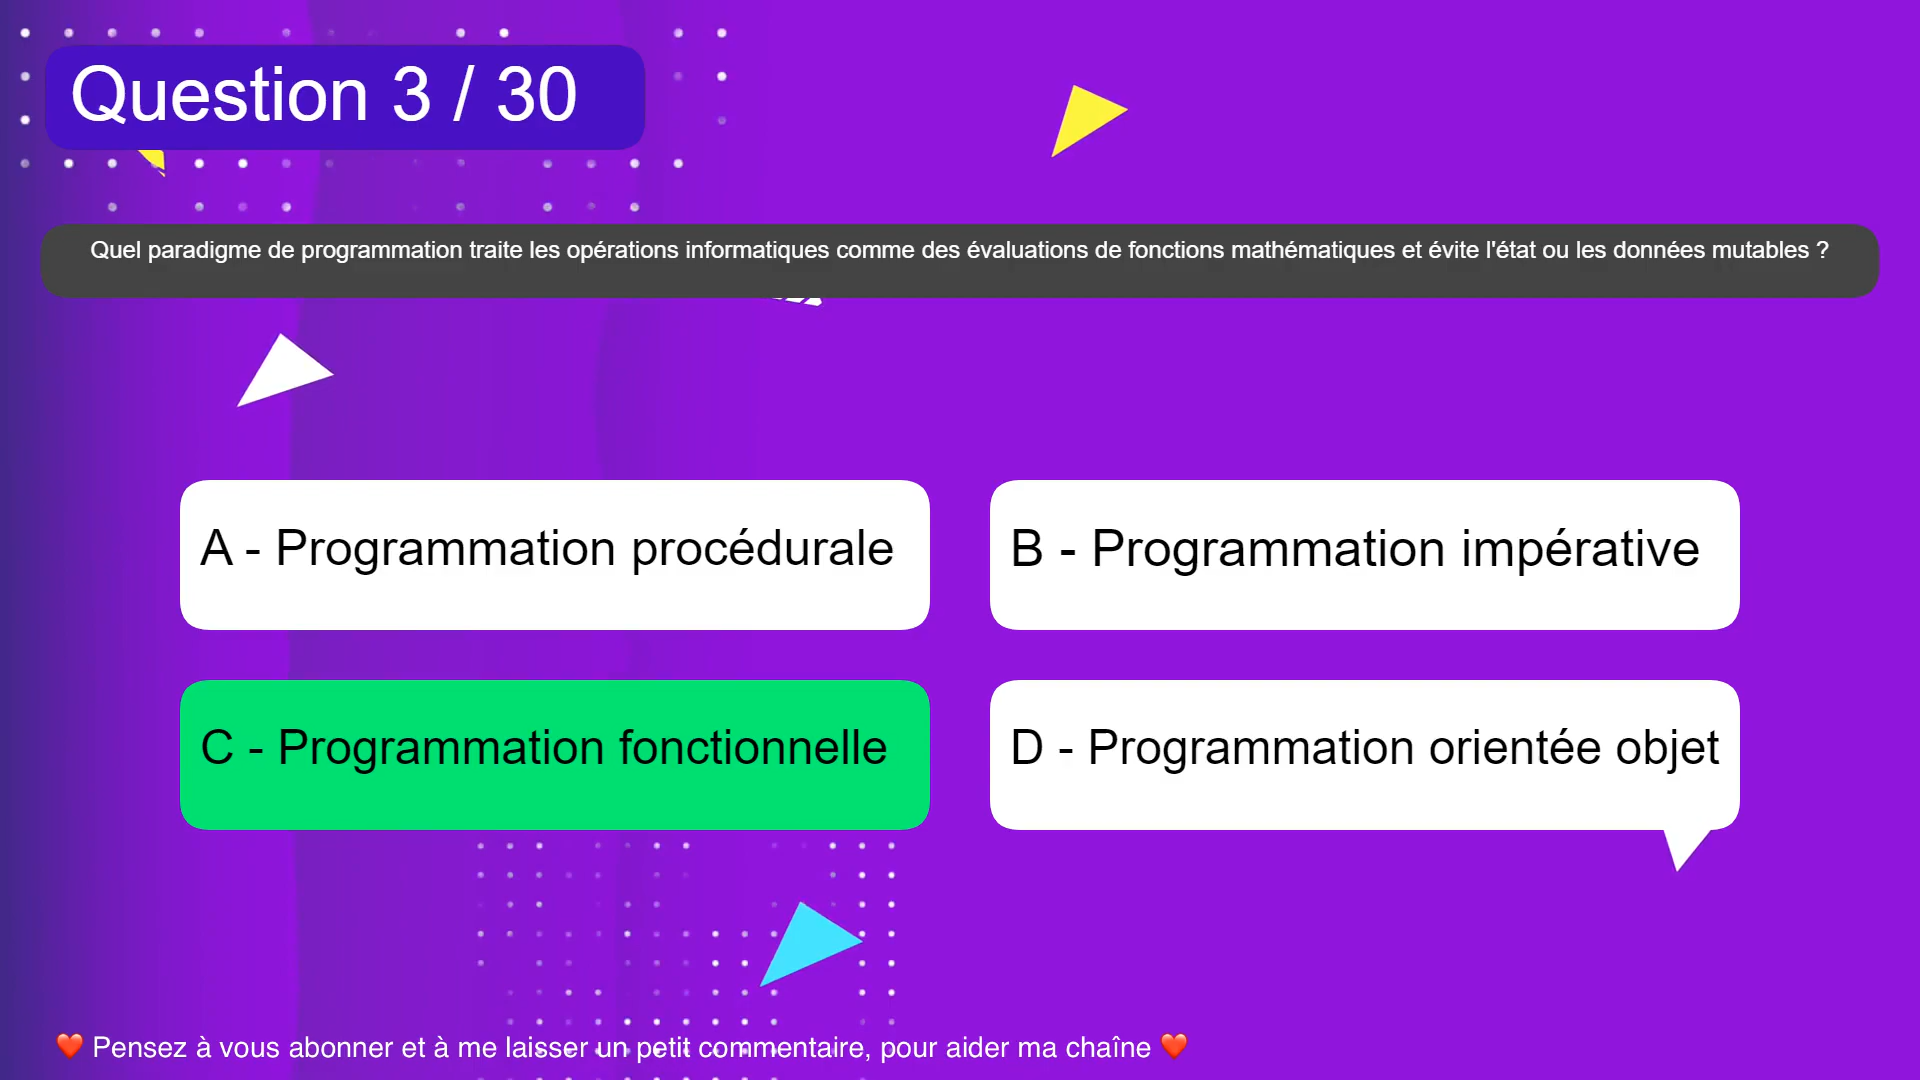 Question 3 / 30
Quel paradigme de programmation traite les opérations informatiques comme des évaluations de fonctions mathématiques et évite l'état ou les données mutables ?
A - Programmation procédurale
B - Programmation impérative
C - Programmation fonctionnelle
D - Programmation orientée objet
❤️ Pensez à vous abonner et à me laisser un petit commentaire, pour aider ma chaîne ❤️